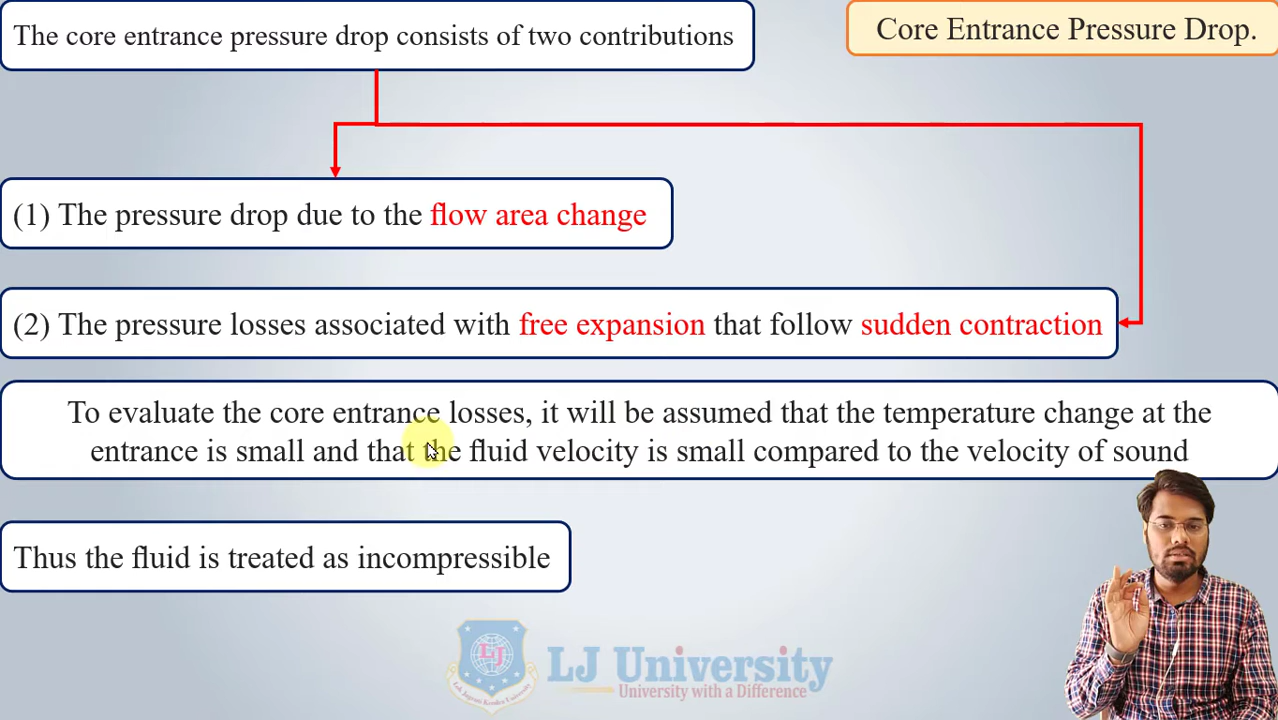 The core entrance pressure drop consists of two contributions
Core Entrance Pressure Drop.
(1) The pressure drop due to the flow area change
(2) The pressure losses associated with free expansion that follow sudden contraction
To evaluate the core entrance losses, it will be assumed that the temperature change at the
entrance is small and that the fluid velocity is small compared to the velocity of sound
Thus the fluid is treated as incompressible
LJ
LJ University
University with a Difference